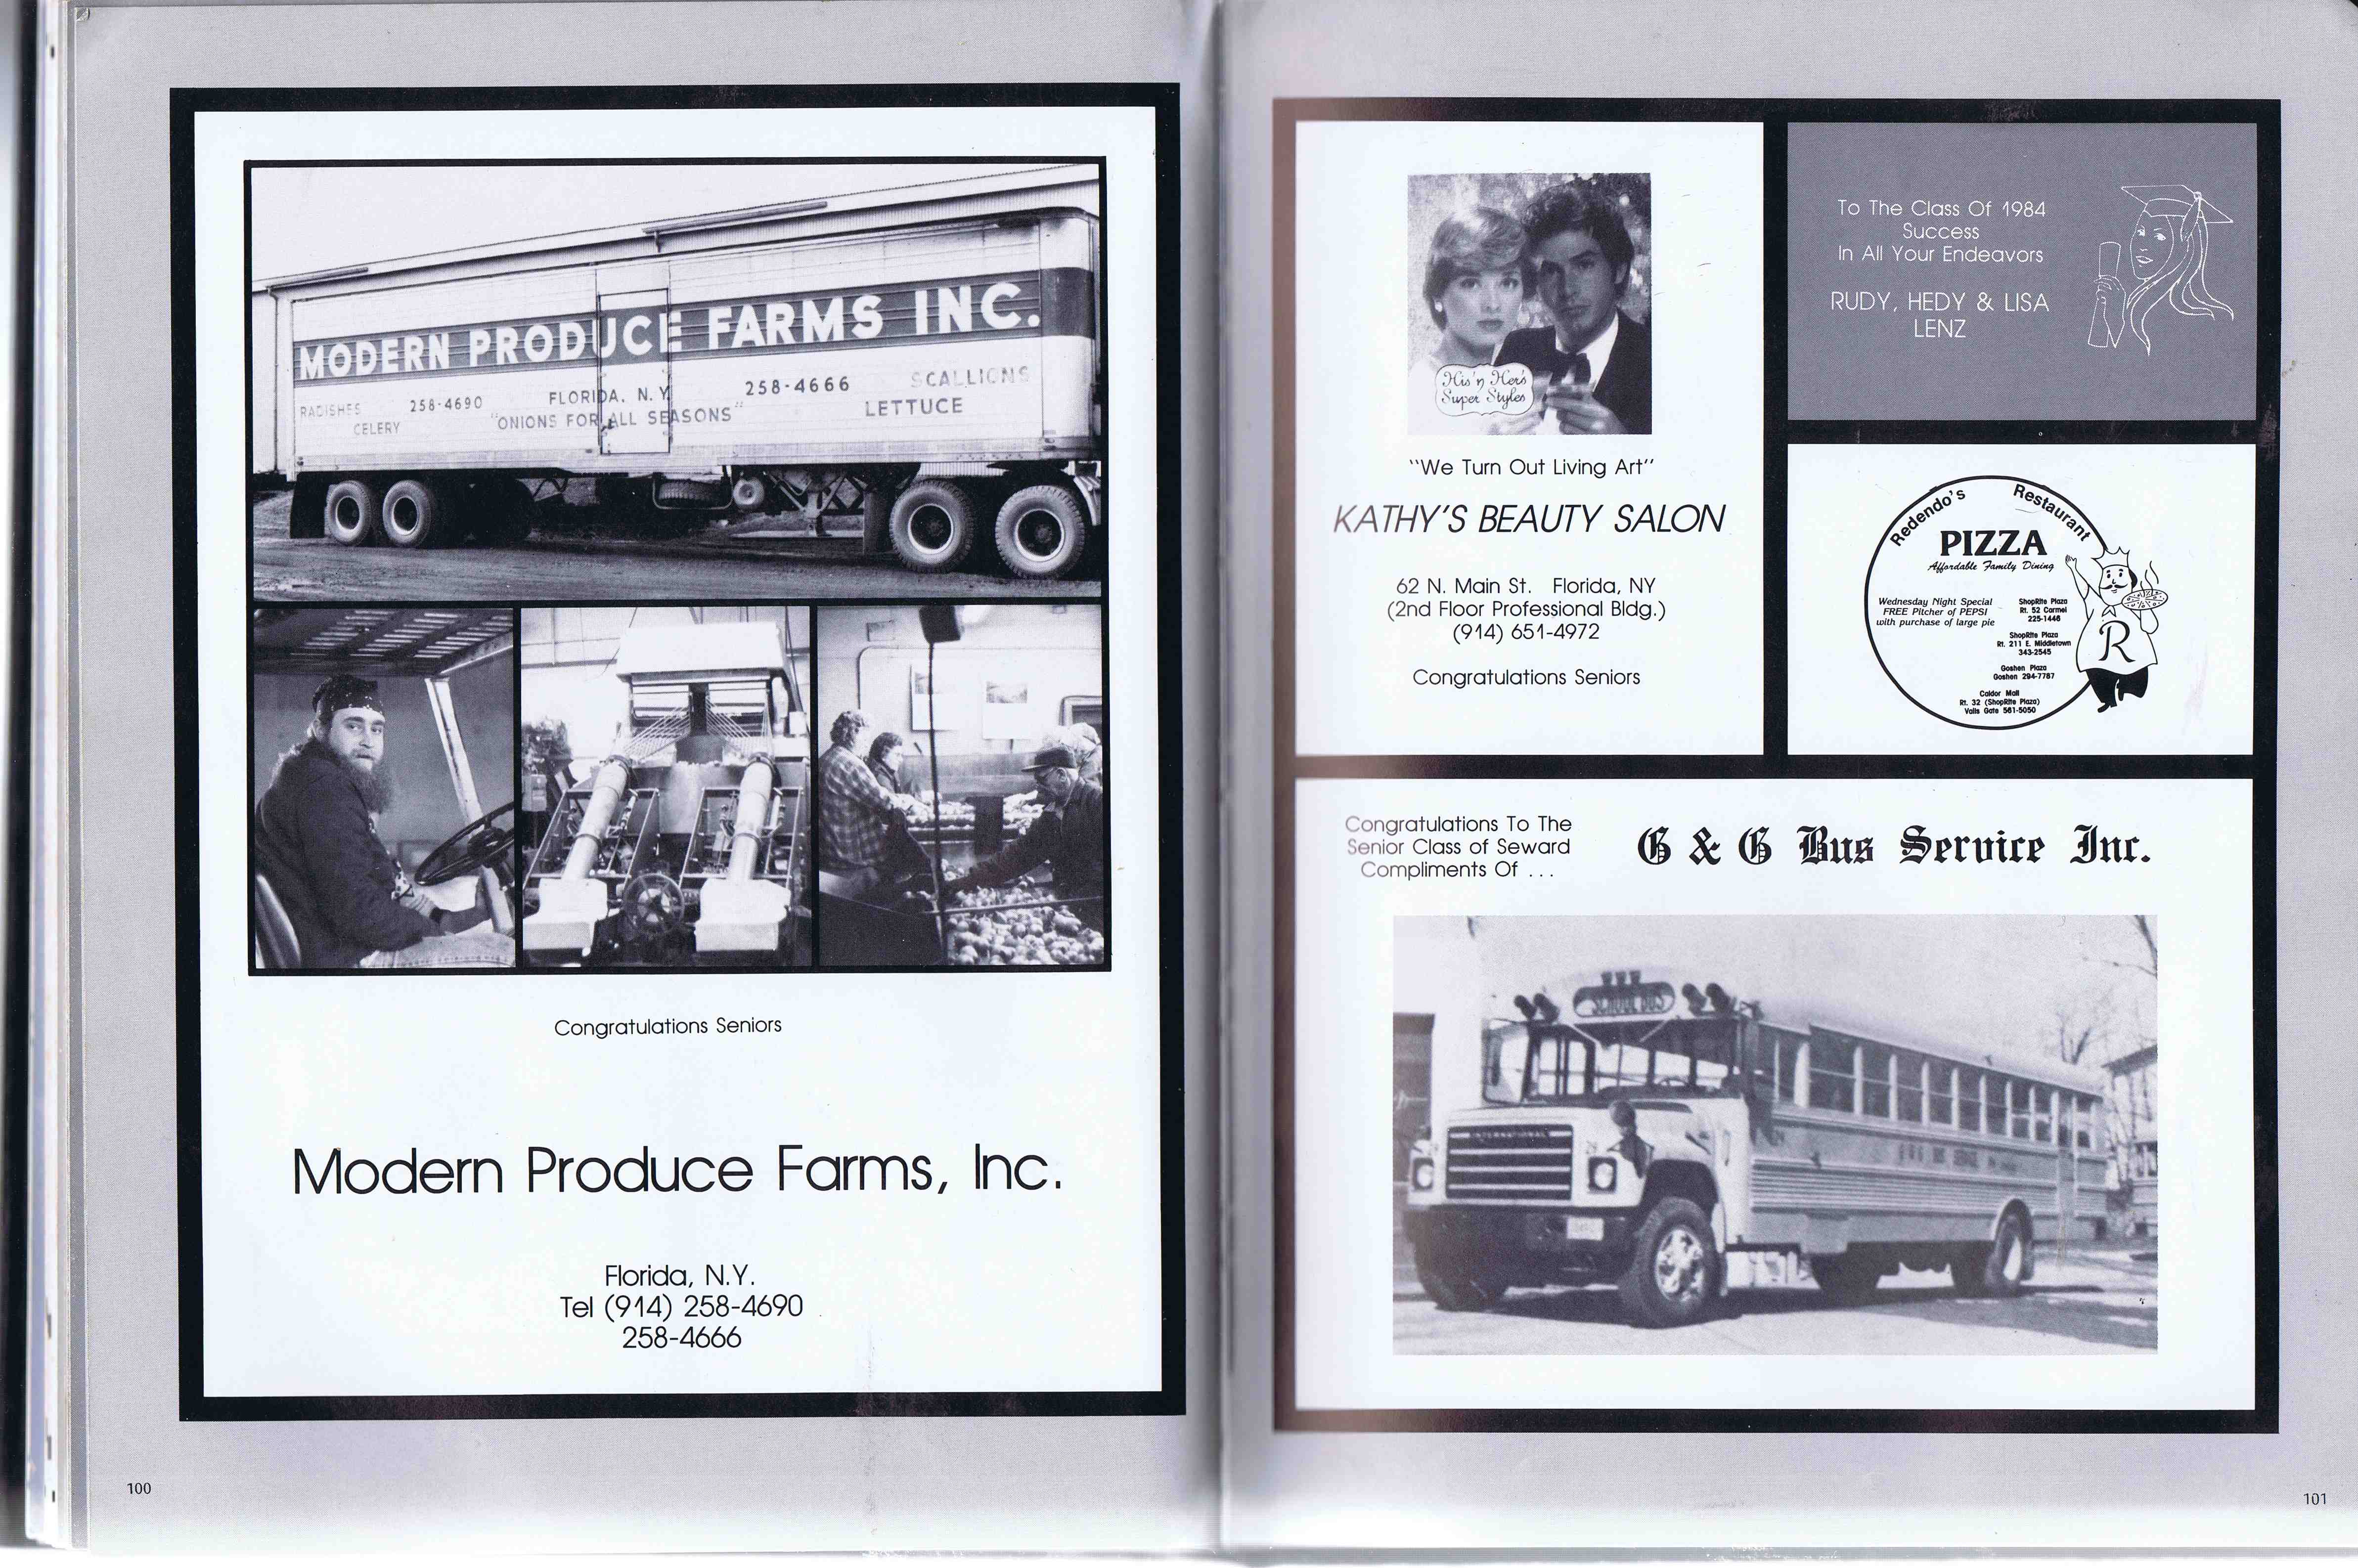 MODERN PRODUCE FARMS INC.
RADISHES 258-4690 FLORIDA, N.Y. 258-4666 SCALLIONS
CELERY "ONIONS FOR ALL SEASONS" LETTUCE
Congratulations Seniors
Modern Produce Farms, Inc.
Florida, N.Y.
Tel (914) 258-4690
258-4666
100
His'n Her's
Super Styles
"We Turn Out Living Art"
KATHY'S BEAUTY SALON
62 N. Main St. Florida, NY
(2nd Floor Professional Bldg.)
(914) 651-4972
Congratulations Seniors
To The Class Of 1984
Success
In All Your Endeavors
RUDY, HEDY & LISA
LENZ
Redendo's Restaurant
PIZZA
Affordable Family Dining
Wednesday Night Special
FREE Pitcher of PEPSI
with purchase of large pie
ShopRite Plaza
Rt. 52 Carmel
225-1446
ShopRite Plaza
Rt. 211 E. Middletown
343-2545
Goshen Plaza
Goshen 294-7787
Caldor Mall
Rt. 32 (ShopRite Plaza)
Vails Gate 561-5050
R
Congratulations To The
Senior Class of Seward
Compliments Of ...
G & G Bus Service Inc.
SCHOOL BUS
101